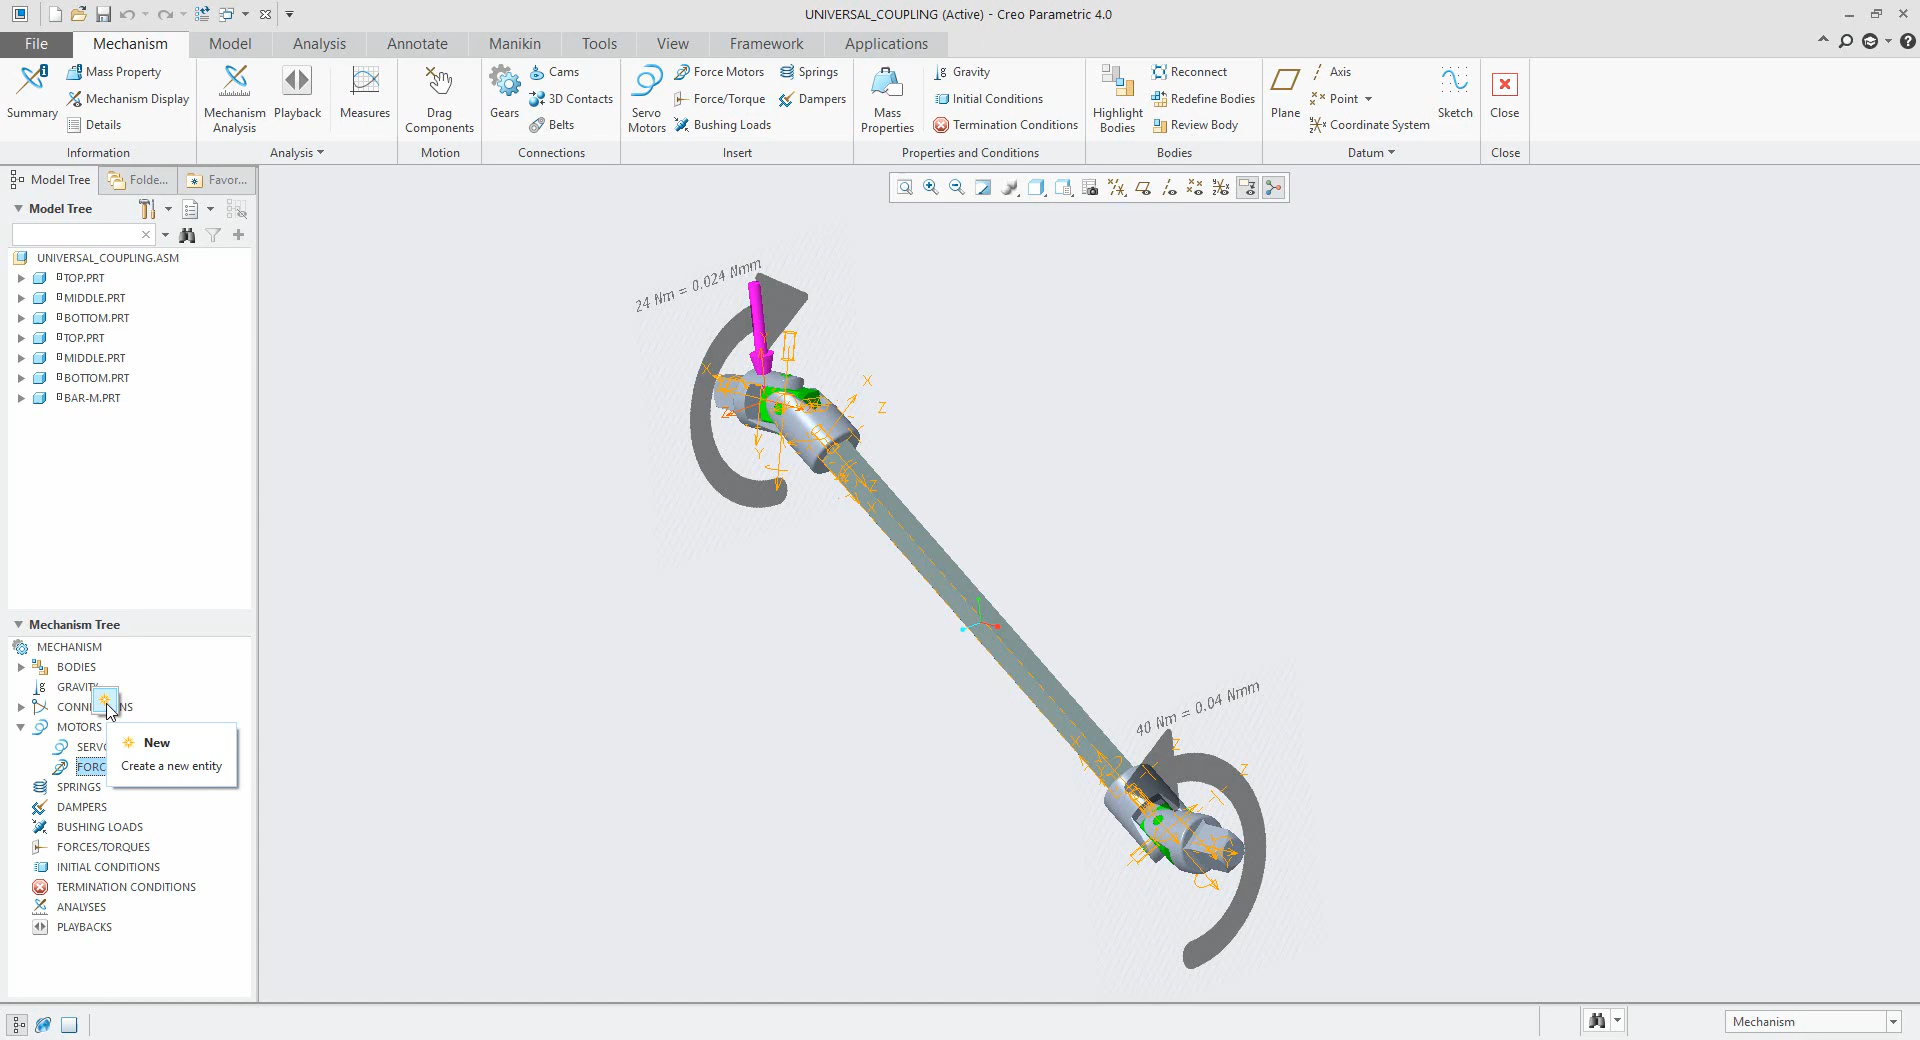 UNIVERSAL_COUPLING (Active) - Creo Parametric 4.0
File Mechanism Model Analysis Annotate Manikin Tools View Framework Applications
Summary
Mass Property
Mechanism Display
Details
Information
Mechanism Analysis
Playback
Measures
Analysis
Drag Components
Motion
Gears
Cams
3D Contacts
Belts
Connections
Servo Motors
Force Motors
Force/Torque
Bushing Loads
Springs
Dampers
Insert
Mass Properties
Gravity
Initial Conditions
Termination Conditions
Properties and Conditions
Highlight Bodies
Reconnect
Redefine Bodies
Review Body
Bodies
Plane
Axis
Point
Coordinate System
Sketch
Datum
Close
Close
Model Tree Folde... Favor...
Model Tree
UNIVERSAL_COUPLING.ASM
TOP.PRT
MIDDLE.PRT
BOTTOM.PRT
TOP.PRT
MIDDLE.PRT
BOTTOM.PRT
BAR-M.PRT
24 Nm = 0.024 Nmm
X
X
Z
Z
Y
Z
X
40 Nm = 0.04 Nmm
Z
Z
X
Mechanism Tree
MECHANISM
BODIES
GRAVITY
MOTORS
New
Create a new entity
SPRINGS
DAMPERS
BUSHING LOADS
FORCES/TORQUES
INITIAL CONDITIONS
TERMINATION CONDITIONS
ANALYSES
PLAYBACKS
Mechanism